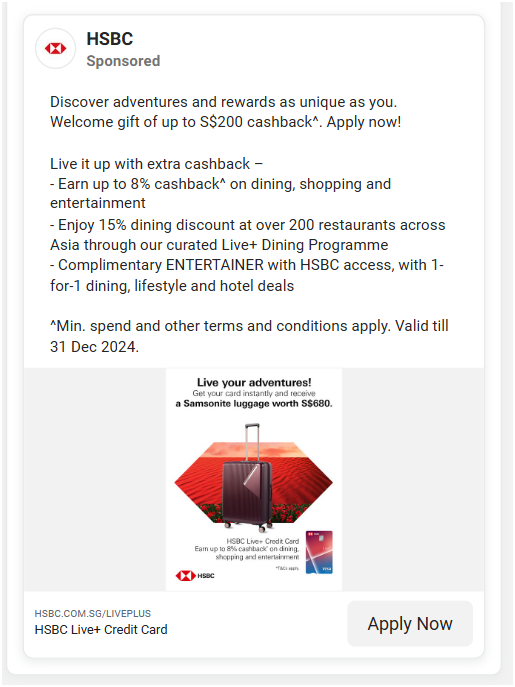 HSBC
Sponsored
Discover adventures and rewards as unique as you.
Welcome gift of up to S$200 cashback^. Apply now!
Live it up with extra cashback –
- Earn up to 8% cashback^ on dining, shopping and
entertainment
- Enjoy 15% dining discount at over 200 restaurants across
Asia through our curated Live+ Dining Programme
- Complimentary ENTERTAINER with HSBC access, with 1-
for-1 dining, lifestyle and hotel deals
^Min. spend and other terms and conditions apply. Valid till
31 Dec 2024.
Live your adventures!
Get your card instantly and receive
a Samsonite luggage worth S$680.
HSBC Live+ Credit Card
Earn up to 8% cashback^ on dining,
shopping and entertainment
^T&Cs apply.
VISA
HSBC
HSBC.COM.SG/LIVEPLUS
HSBC Live+ Credit Card
Apply Now